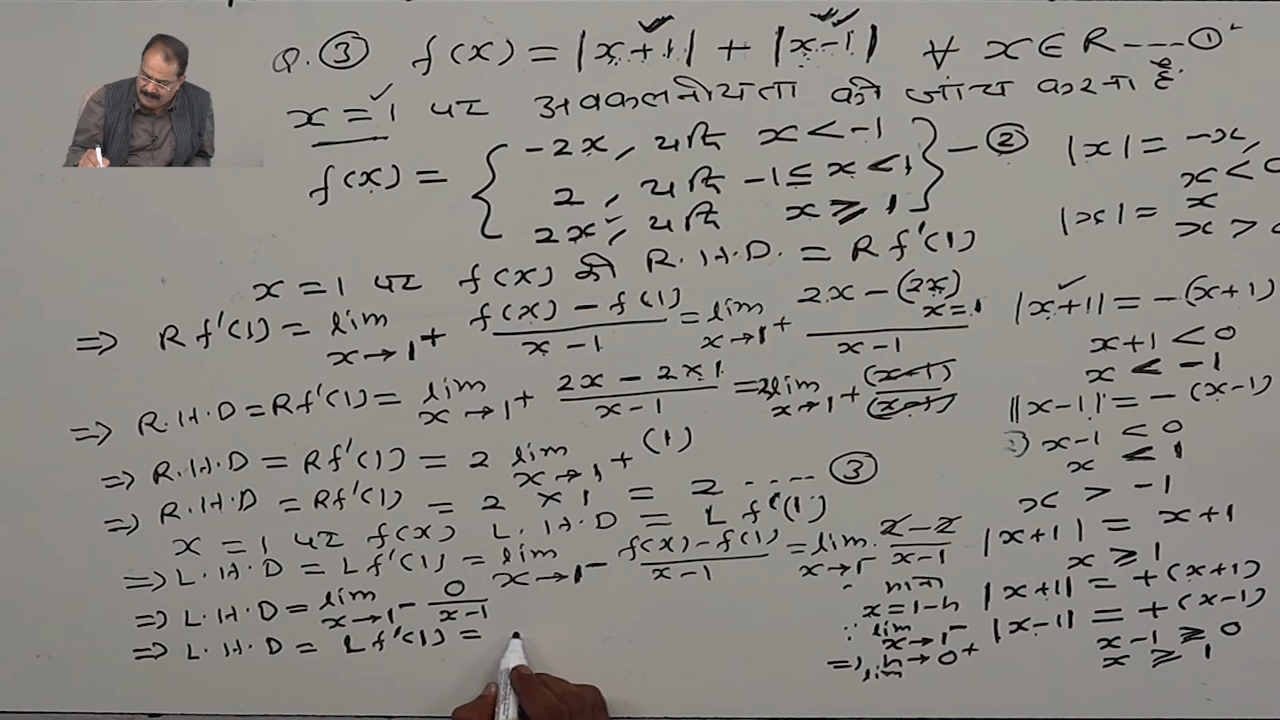 Q. ③ f(x) = |x+1| + |x-1| ∀ x∈R ----①
x=1 पर अवकलनीयता की जांच करना है.
f(x) = { -2x, यदि x < -1
2, यदि -1 ≤ x < 1 } — ②
2x, यदि x ≥ 1
x=1 पर f(x) की R.H.D. = Rf'(1)
⇒ Rf'(1) = lim x→1+ f(x)-f(1)/x-1 = lim x→1+ 2x-(2x)x=1/x-1
⇒ R.H.D = Rf'(1) = lim x→1+ 2x-2×1/x-1 = 2lim x→1+ (x-1)/(x-1)
⇒ R.H.D = Rf'(1) = 2 lim x→1+ (1)
⇒ R.H.D = Rf'(1) = 2 × 1 = 2 ---- ③
x=1 पर f(x) L.H.D = Lf'(1)
⇒ L.H.D = Lf'(1) = lim x→1- f(x)-f(1)/x-1 = lim x→1- 2-2/x-1
⇒ L.H.D = lim x→1- 0/x-1
⇒ L.H.D = Lf'(1) =
माना
x=1-h
∵ lim x→1-
⇒ lim h→0+
|x| = -x,
x < 0
|x| = x
x >
|x+1| = -(x+1)
x+1 < 0
x < -1
|x-1| = -(x-1)
x-1 < 0
x < 1
x > -1
|x+1| = x+1
x ≥ 1
|x+1| = +(x+1)
|x-1| = +(x-1)
x-1 ≥ 0
x ≥ 1